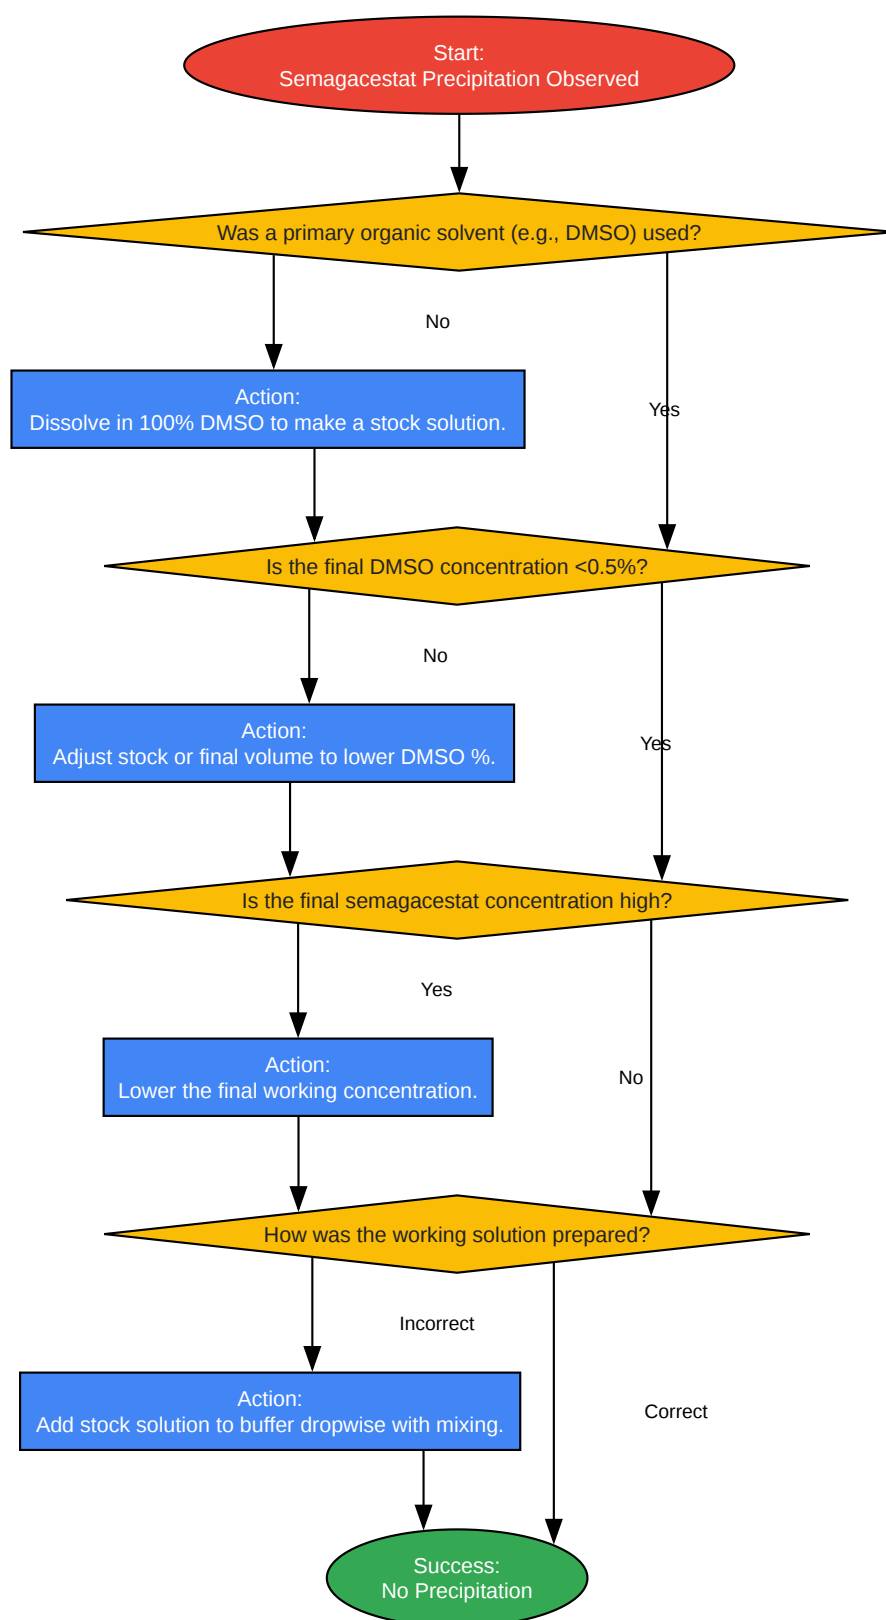 Start:
Semagacestat Precipitation Observed
Was a primary organic solvent (e.g., DMSO) used?
No
Action:
Dissolve in 100% DMSO to make a stock solution.
Yes
Is the final DMSO concentration <0.5%?
No
Action:
Adjust stock or final volume to lower DMSO %.
Yes
Is the final semagacestat concentration high?
Yes
Action:
Lower the final working concentration.
No
How was the working solution prepared?
Incorrect
Action:
Add stock solution to buffer dropwise with mixing.
Correct
Success:
No Precipitation